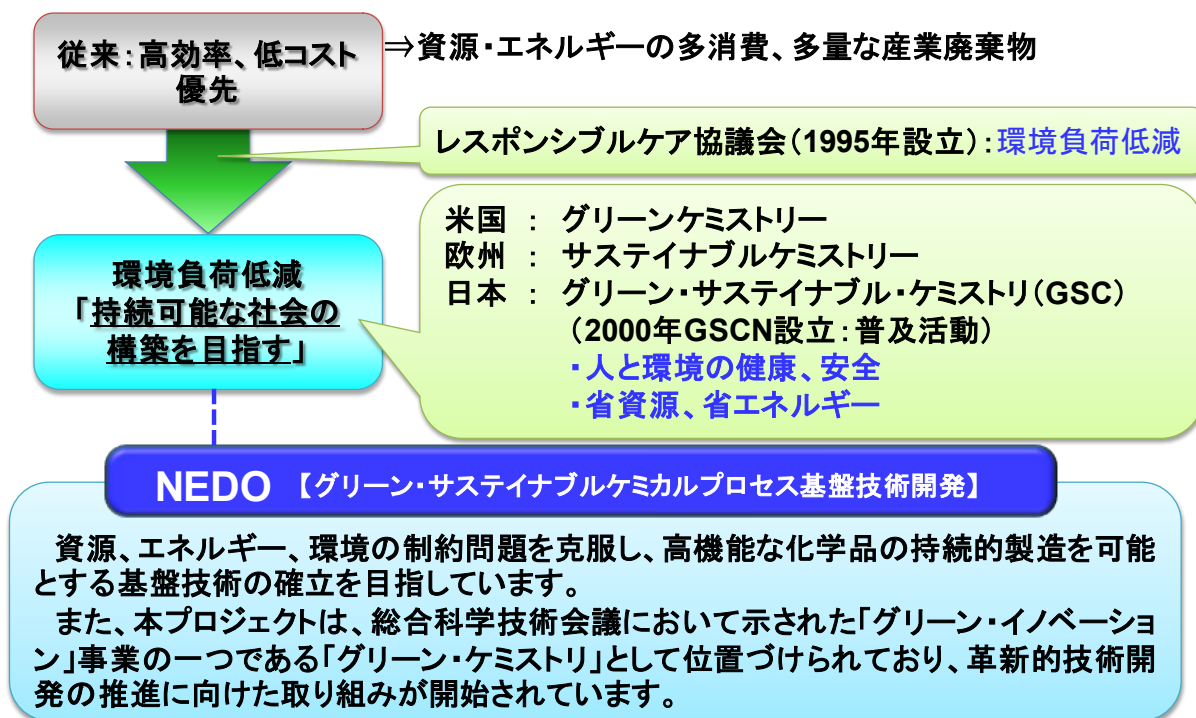 従来：高効率、低コスト
優先
⇒資源・エネルギーの多消費、多量な産業廃棄物
レスポンシブルケア協議会（1995年設立）：環境負荷低減
環境負荷低減
「持続可能な社会の
構築を目指す」
米国 ： グリーンケミストリー
欧州 ： サステイナブルケミストリー
日本 ： グリーン・サステイナブル・ケミストリ（GSC）
（2000年GSCN設立：普及活動）
・人と環境の健康、安全
・省資源、省エネルギー
NEDO 【グリーン・サステイナブルケミカルプロセス基盤技術開発】
資源、エネルギー、環境の制約問題を克服し、高機能な化学品の持続的製造を可能
とする基盤技術の確立を目指しています。
また、本プロジェクトは、総合科学技術会議において示された「グリーン・イノベーショ
ン」事業の一つである「グリーン・ケミストリ」として位置づけられており、革新的技術開
発の推進に向けた取り組みが開始されています。